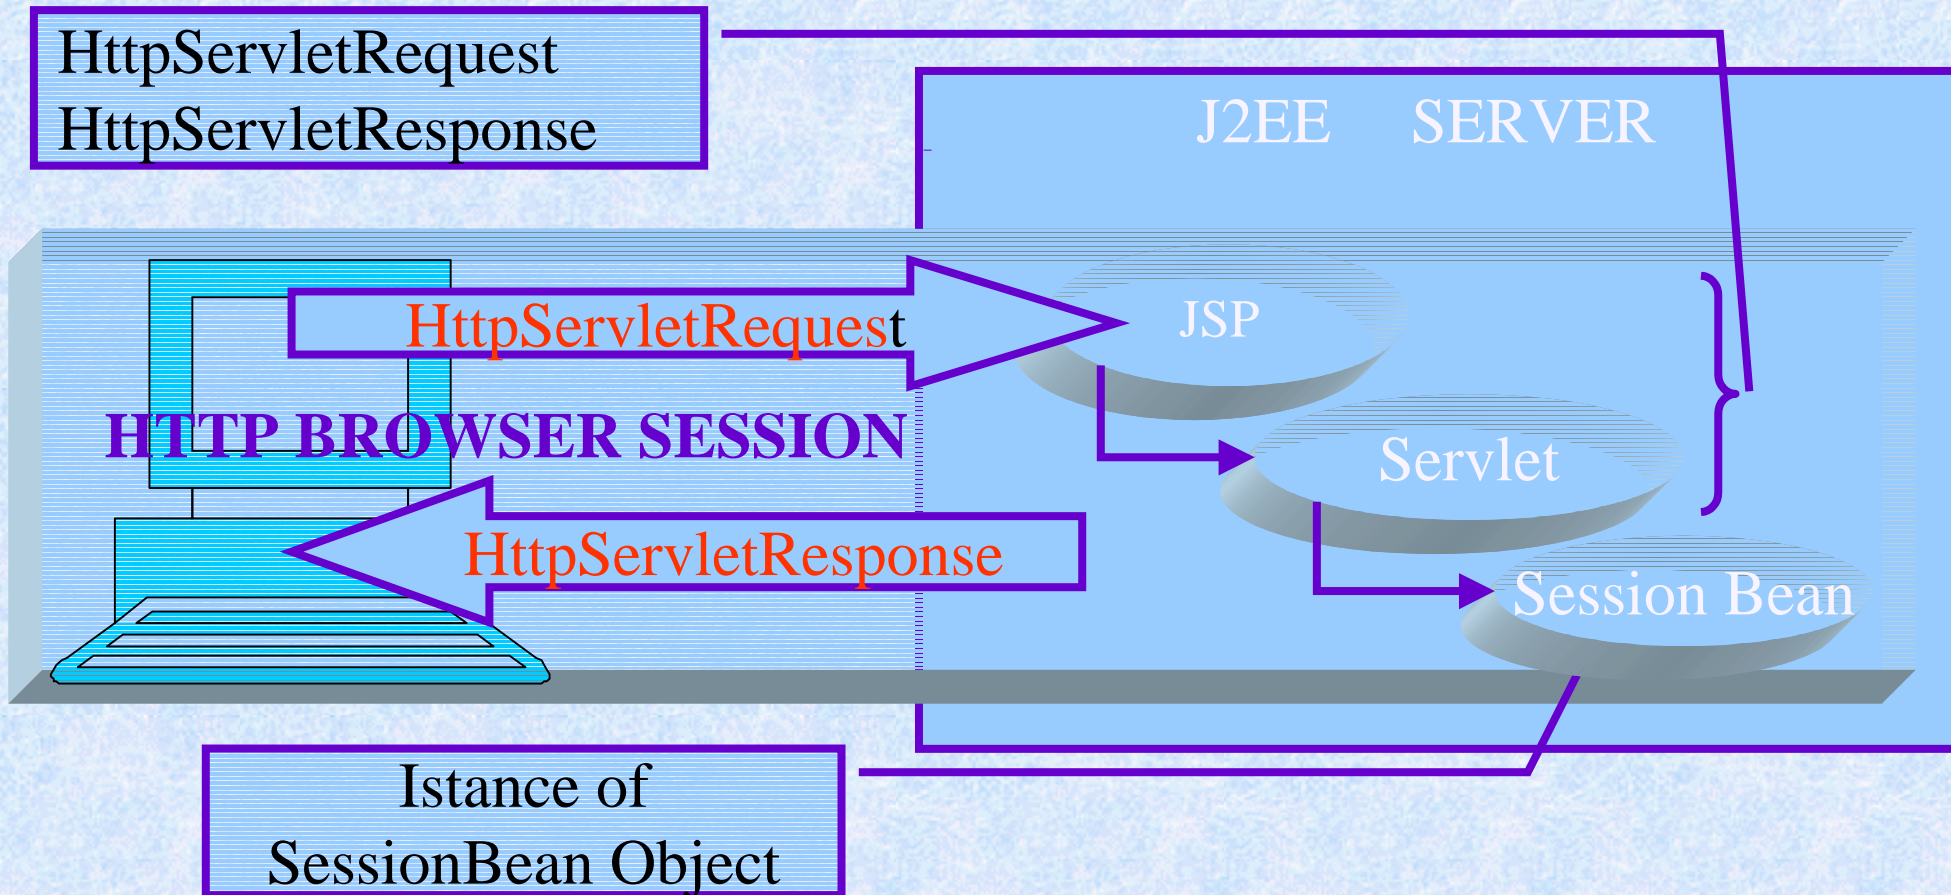 HttpServletRequest
HttpServletResponse
J2EE SERVER
HttpServletRequest
JSP
HTTP BROWSER SESSION
Servlet
HttpServletResponse
Session Bean
Istance of
SessionBean Object